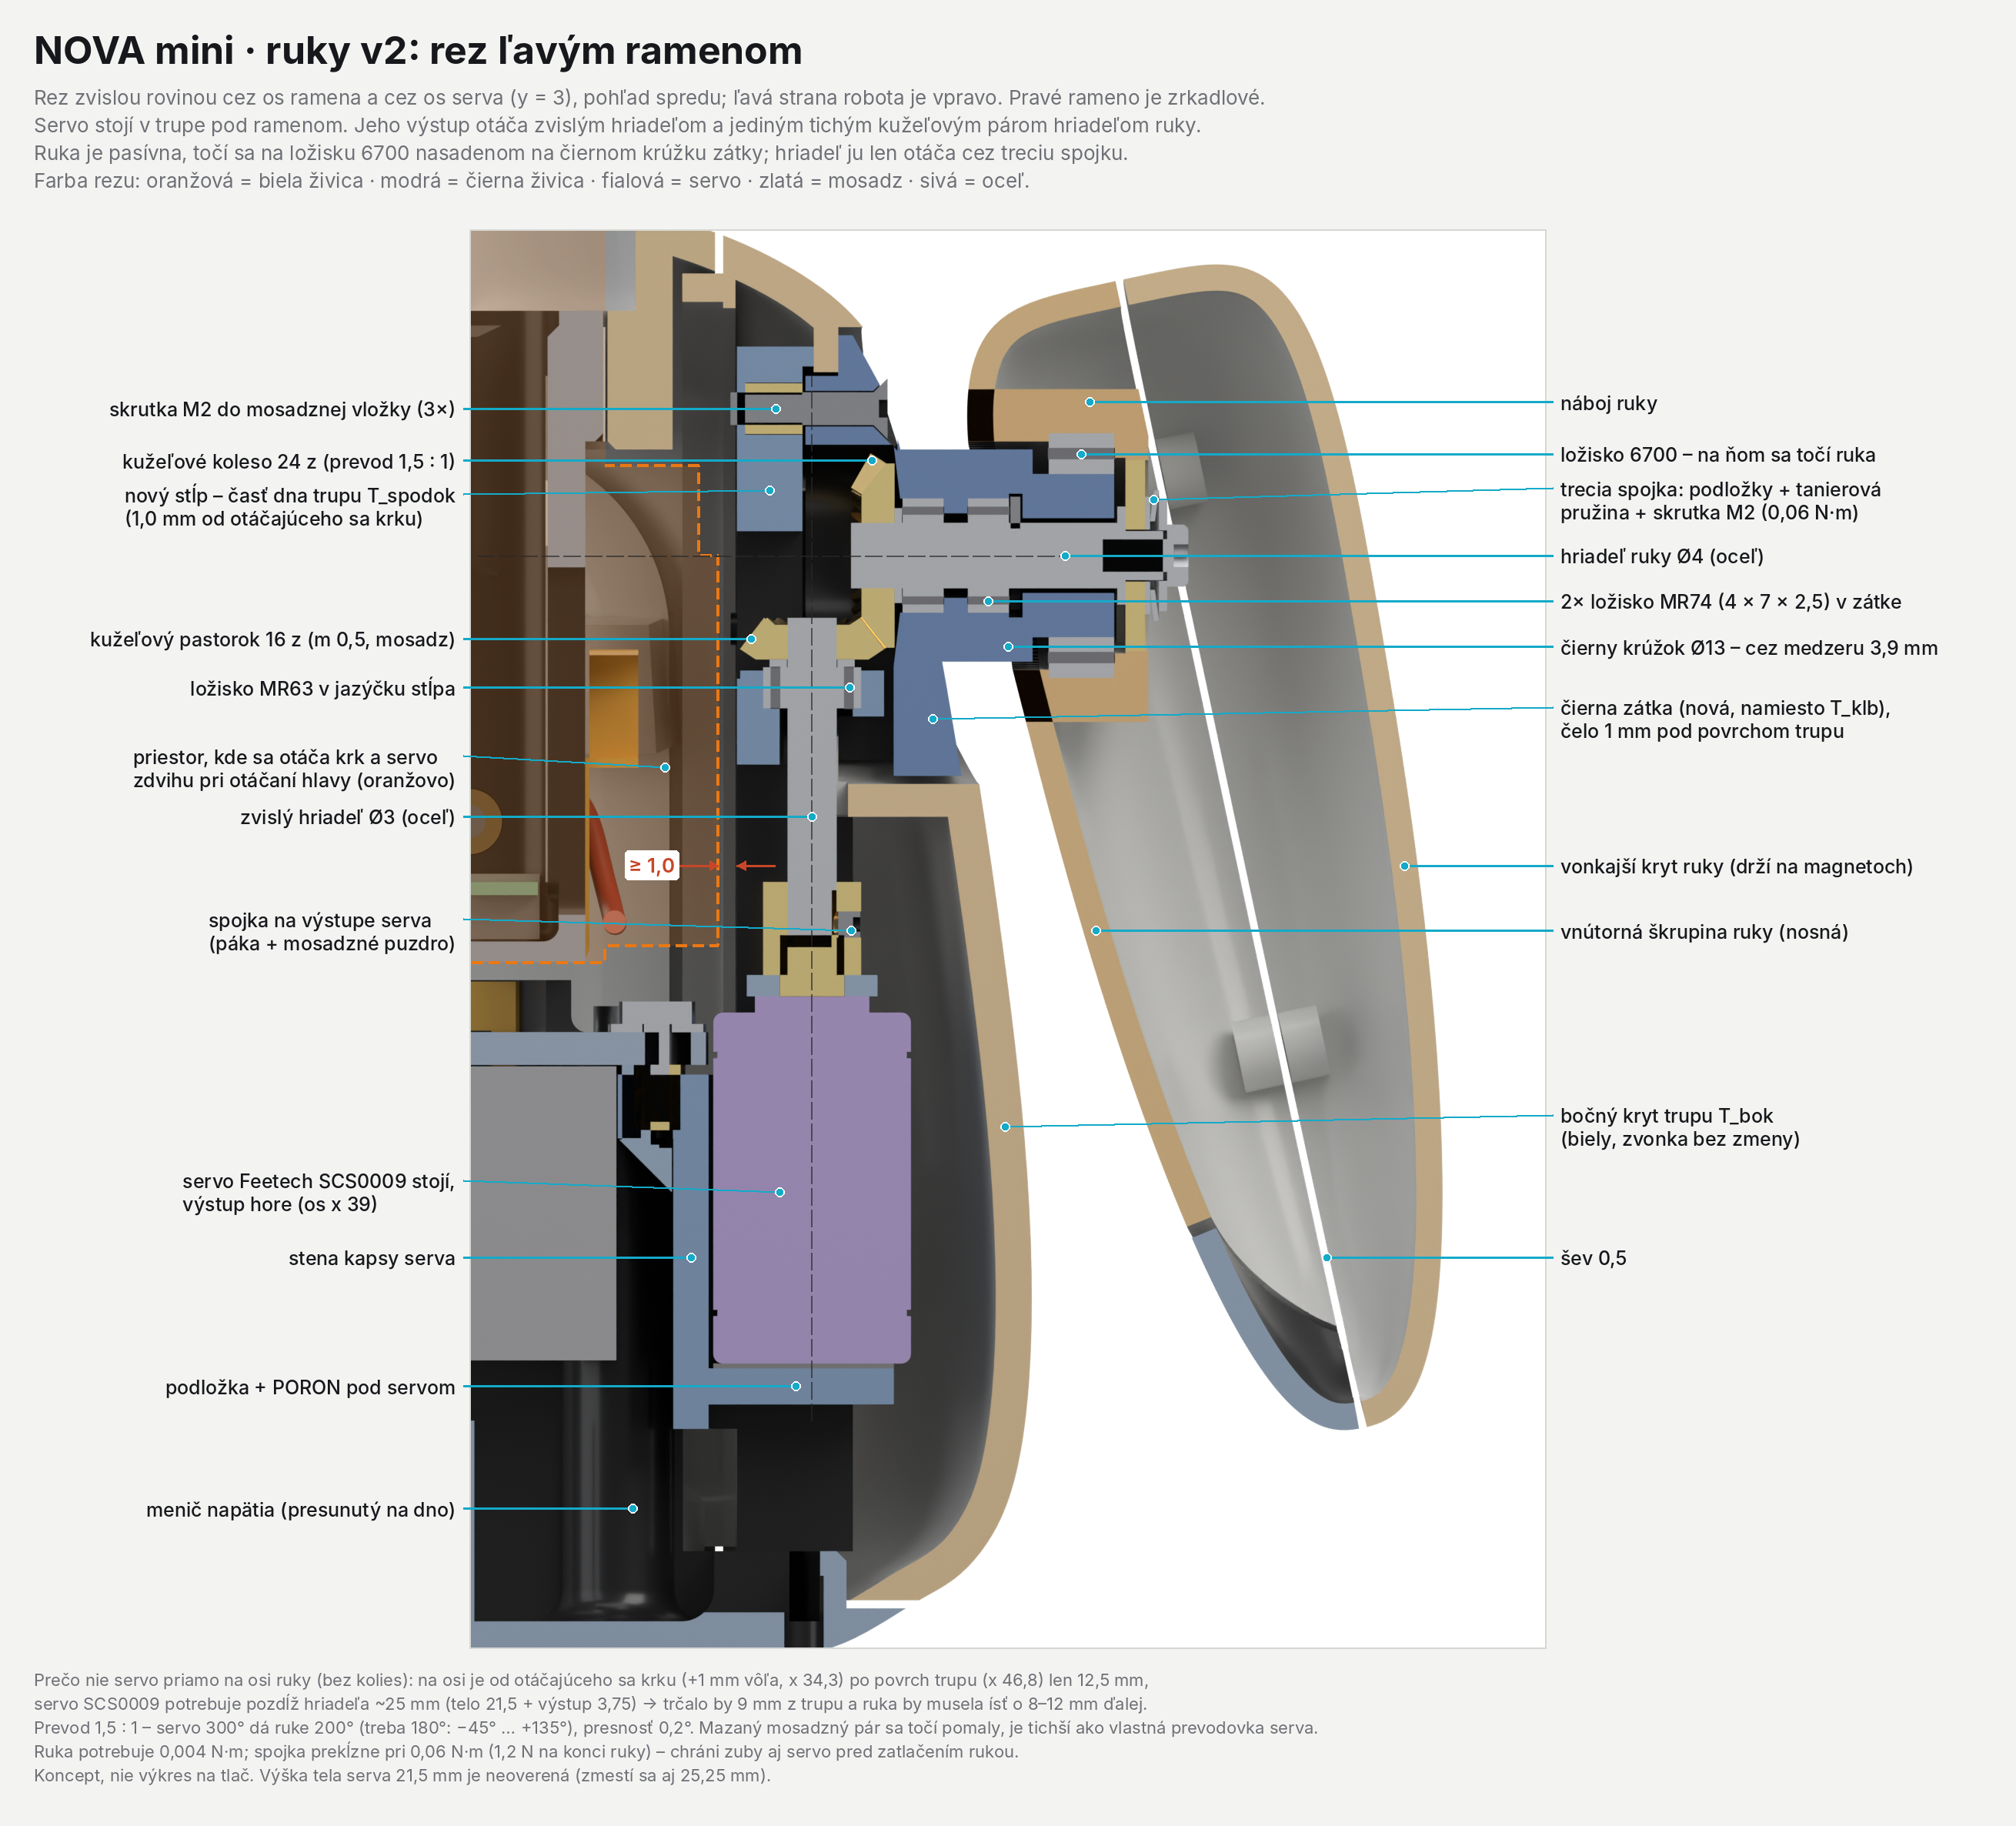 NOVA mini · ruky v2: rez ľavým ramenom
Rez zvislou rovinou cez os ramena a cez os serva (y = 3), pohľad spredu; ľavá strana robota je vpravo. Pravé rameno je zrkadlové.
Servo stojí v trupe pod ramenom. Jeho výstup otáča zvislým hriadeľom a jediným tichým kužeľovým párom hriadeľom ruky.
Ruka je pasívna, točí sa na ložisku 6700 nasadenom na čiernom krúžku zátky; hriadeľ ju len otáča cez treciu spojku.
Farba rezu: oranžová = biela živica · modrá = čierna živica · fialová = servo · zlatá = mosadz · sivá = oceľ.
skrutka M2 do mosadznej vložky (3×)
kužeľové koleso 24 z (prevod 1,5 : 1)
nový stĺp – časť dna trupu T_spodok
(1,0 mm od otáčajúceho sa krku)
kužeľový pastorok 16 z (m 0,5, mosadz)
ložisko MR63 v jazýčku stĺpa
priestor, kde sa otáča krk a servo
zdvihu pri otáčaní hlavy (oranžovo)
zvislý hriadeľ Ø3 (oceľ)
≥ 1,0
spojka na výstupe serva
(páka + mosadzné puzdro)
servo Feetech SCS0009 stojí,
výstup hore (os x 39)
stena kapsy serva
podložka + PORON pod servom
menič napätia (presunutý na dno)
náboj ruky
ložisko 6700 – na ňom sa točí ruka
trecia spojka: podložky + tanierová
pružina + skrutka M2 (0,06 N·m)
hriadeľ ruky Ø4 (oceľ)
2× ložisko MR74 (4 × 7 × 2,5) v zátke
čierny krúžok Ø13 – cez medzeru 3,9 mm
čierna zátka (nová, namiesto T_klb),
čelo 1 mm pod povrchom trupu
vonkajší kryt ruky (drží na magnetoch)
vnútorná škrupina ruky (nosná)
bočný kryt trupu T_bok
(biely, zvonka bez zmeny)
šev 0,5
Prečo nie servo priamo na osi ruky (bez kolies): na osi je od otáčajúceho sa krku (+1 mm vôľa, x 34,3) po povrch trupu (x 46,8) len 12,5 mm,
servo SCS0009 potrebuje pozdĺž hriadeľa ~25 mm (telo 21,5 + výstup 3,75) → trčalo by 9 mm z trupu a ruka by musela ísť o 8–12 mm ďalej.
Prevod 1,5 : 1 – servo 300° dá ruke 200° (treba 180°: −45° … +135°), presnosť 0,2°. Mazaný mosadzný pár sa točí pomaly, je tichší ako vlastná prevodovka serva.
Ruka potrebuje 0,004 N·m; spojka prekĺzne pri 0,06 N·m (1,2 N na konci ruky) – chráni zuby aj servo pred zatlačením rukou.
Koncept, nie výkres na tlač. Výška tela serva 21,5 mm je neoverená (zmestí sa aj 25,25 mm).